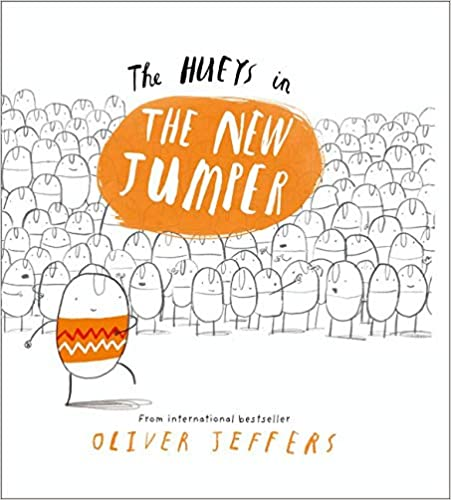 The HUEYS in
THE NEW
JUMPER
From international bestseller
OLIVER JEFFERS